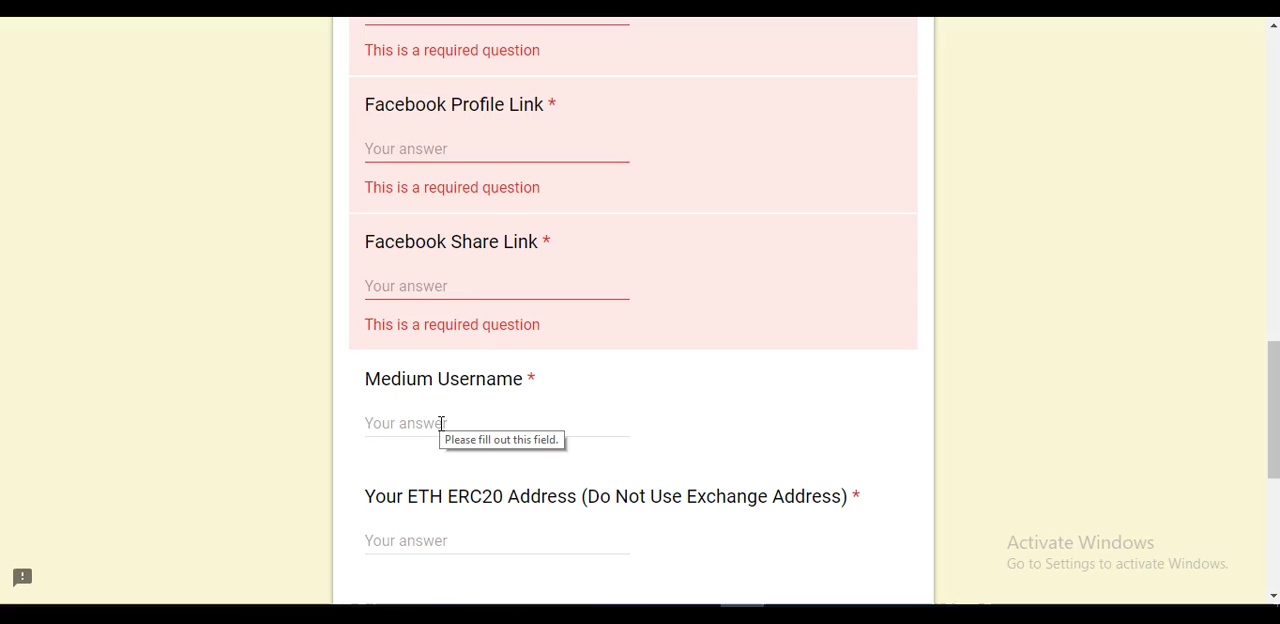 This is a required question
Facebook Profile Link *
Your answer
This is a required question
Facebook Share Link *
Your answer
This is a required question
Medium Username *
Your answer
Please fill out this field.
Your ETH ERC20 Address (Do Not Use Exchange Address) *
Your answer
Activate Windows
Go to Settings to activate Windows.